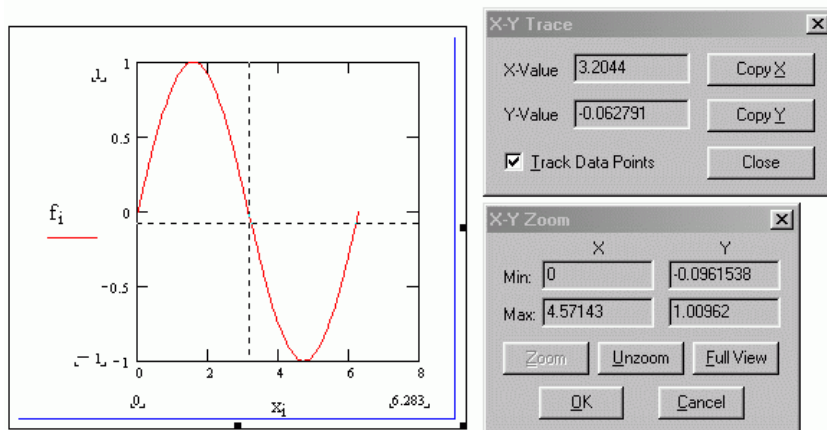 1
1
0.5
f i
0
−0.5
− 1
−1
0
2
4
6
8
0
x i
6.283
X-Y Trace
X-Value
3.2044
Copy X
Y-Value
-0.062791
Copy Y
Track Data Points
Close
X-Y Zoom
X
Y
Min:
0
-0.0961538
Max:
4.57143
1.00962
Zoom
Unzoom
Full View
OK
Cancel